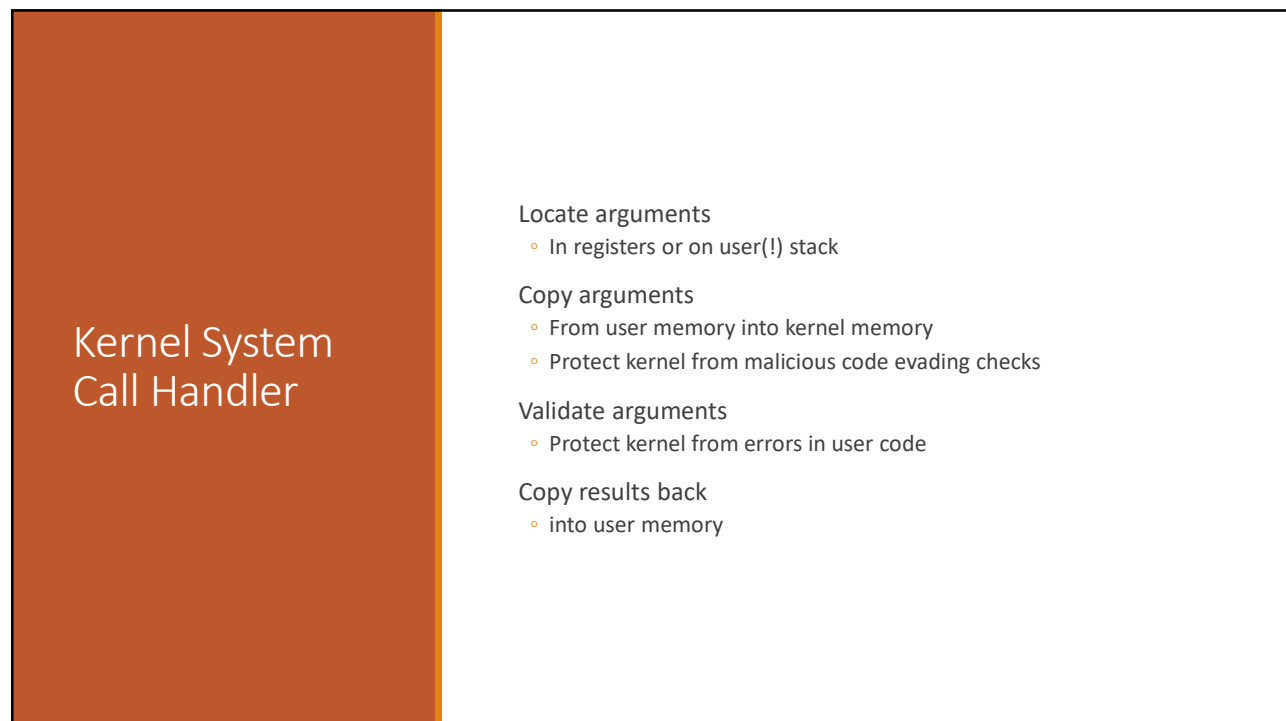 Kernel System
Call Handler
Locate arguments
◦ In registers or on user(!) stack
Copy arguments
◦ From user memory into kernel memory
◦ Protect kernel from malicious code evading checks
Validate arguments
◦ Protect kernel from errors in user code
Copy results back
◦ into user memory